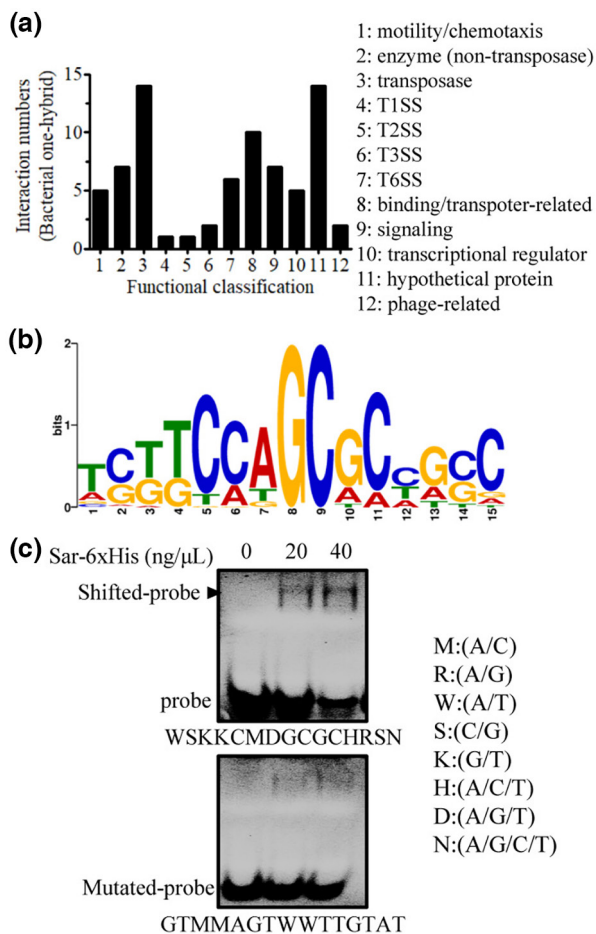 (a)
Interaction numbers
(Bacterial one-hybrid)
15
10
5
0
1 2 3 4 5 6 7 8 9 10 11 12
Functional classification
1: motility/chemotaxis
2: enzyme (non-transposase)
3: transposase
4: T1SS
5: T2SS
6: T3SS
7: T6SS
8: binding/transpoter-related
9: signaling
10: transcriptional regulator
11: hypothetical protein
12: phage-related
(b)
bits
2
1
0
TCTTCCAGCGCCGCC
1 2 3 4 5 6 7 8 9 10 11 12 13 14 15
(c)
Sar-6xHis (ng/μL) 0 20 40
Shifted-probe
probe
WSKKCMDGCGCHRSN
Mutated-probe
GTMMAGTWWTTGTAT
M:(A/C)
R:(A/G)
W:(A/T)
S:(C/G)
K:(G/T)
H:(A/C/T)
D:(A/G/T)
N:(A/G/C/T)